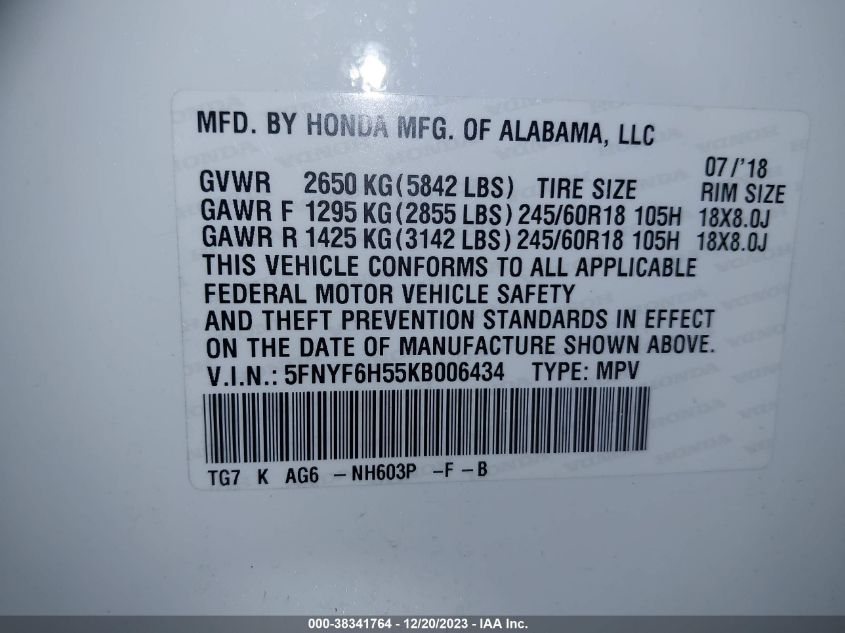 MFD. BY HONDA MFG. OF ALABAMA, LLC
07/'18
GVWR 2650 KG(5842 LBS) TIRE SIZE RIM SIZE
GAWR F 1295 KG(2855 LBS) 245/60R18 105H 18X8.0J
GAWR R 1425 KG(3142 LBS) 245/60R18 105H 18X8.0J
THIS VEHICLE CONFORMS TO ALL APPLICABLE
FEDERAL MOTOR VEHICLE SAFETY
AND THEFT PREVENTION STANDARDS IN EFFECT
ON THE DATE OF MANUFACTURE SHOWN ABOVE.
V.I.N.: 5FNYF6H55KB006434 TYPE: MPV
TG7 K AG6 -NH603P -F -B
000-38341764 - 12/20/2023 - IAA Inc.